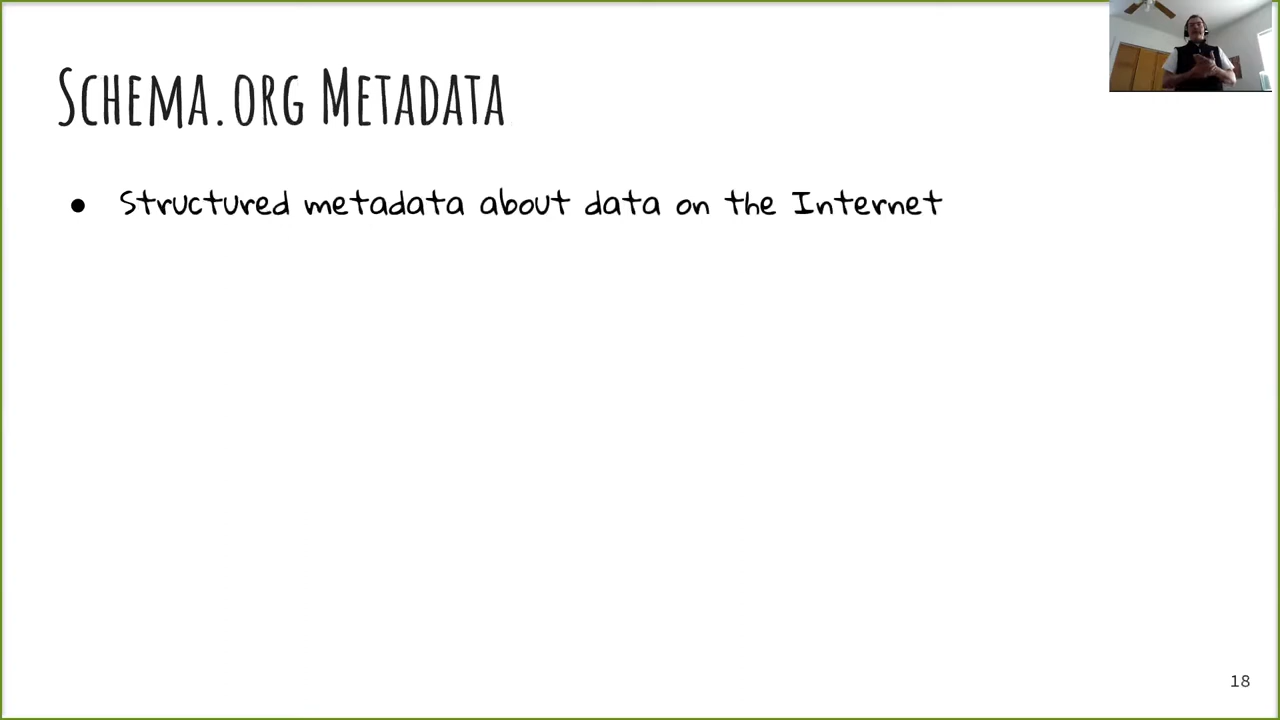 Schema.org Metadata
● Structured metadata about data on the Internet
18